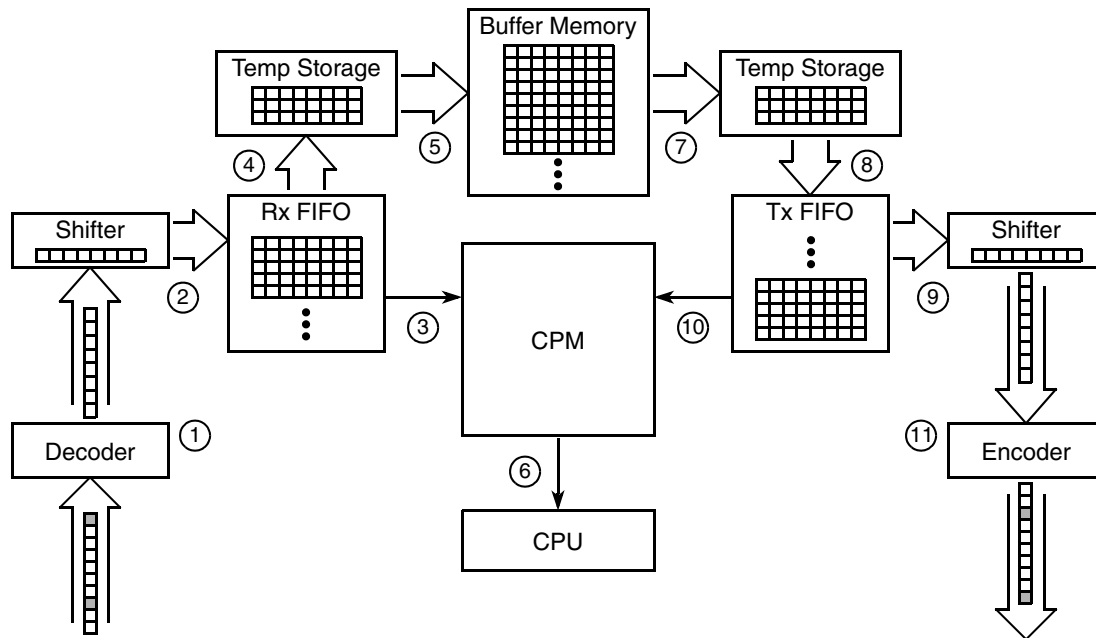 Buffer Memory
Temp Storage
Temp Storage
5
7
4
8
Rx FIFO
Tx FIFO
Shifter
Shifter
2
9
3
10
CPM
1
11
Decoder
Encoder
6
CPU